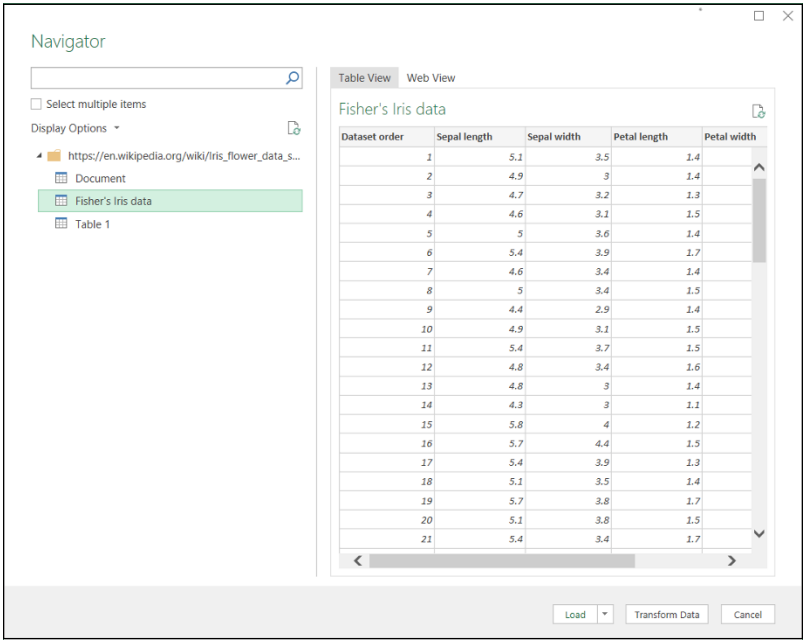 Navigator
Select multiple items
Display Options
https://en.wikipedia.org/wiki/Iris_flower_data_s...
Document
Fisher's Iris data
Table 1
Table View Web View
Fisher's Iris data
Dataset order Sepal length Sepal width Petal length Petal width
1 5.1 3.5 1.4
2 4.9 3 1.4
3 4.7 3.2 1.3
4 4.6 3.1 1.5
5 5 3.6 1.4
6 5.4 3.9 1.7
7 4.6 3.4 1.4
8 5 3.4 1.5
9 4.4 2.9 1.4
10 4.9 3.1 1.5
11 5.4 3.7 1.5
12 4.8 3.4 1.6
13 4.8 3 1.4
14 4.3 3 1.1
15 5.8 4 1.2
16 5.7 4.4 1.5
17 5.4 3.9 1.3
18 5.1 3.5 1.4
19 5.7 3.8 1.7
20 5.1 3.8 1.5
21 5.4 3.4 1.7
Load Transform Data Cancel